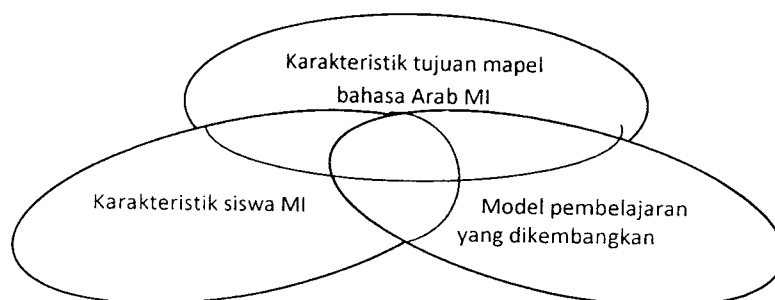 Karakteristik tujuan mapel
bahasa Arab MI
Karakteristik siswa MI
Model pembelajaran
yang dikembangkan